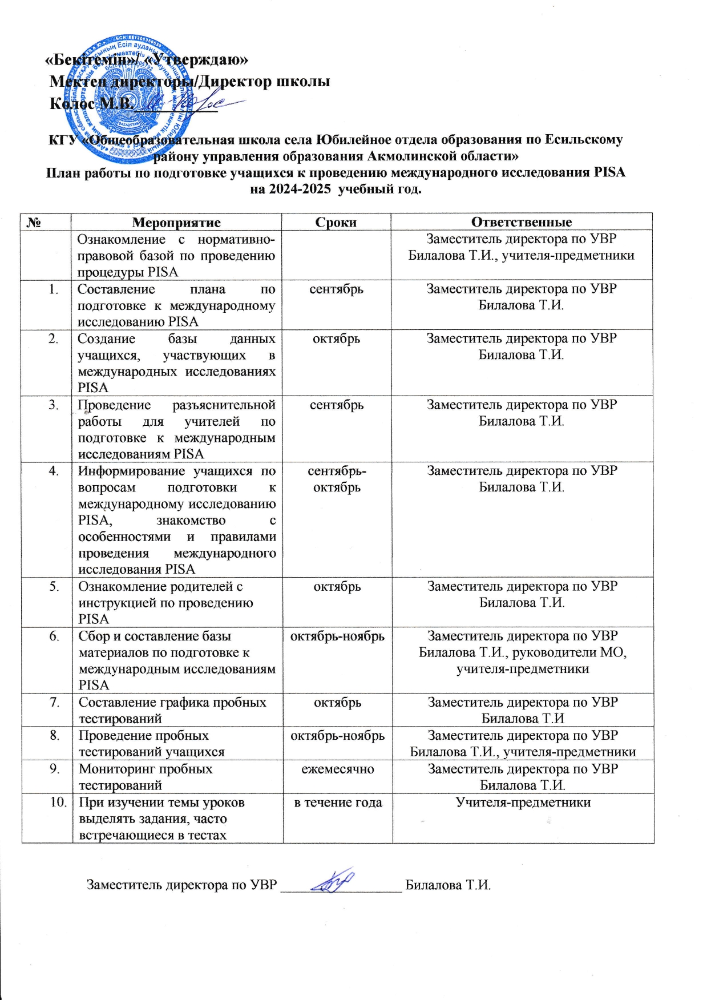 «Бекітемін»/ «Утверждаю»
Мектеп директоры/Директор школы
Колос М.В.
КГУ «Общеобразовательная школа села Юбилейное отдела образования по Есильскому
району управления образования Акмолинской области»
План работы по подготовке учащихся к проведению международного исследования PISA
на 2024-2025 учебный год.
№ Мероприятие Сроки Ответственные
Ознакомление с нормативно- Заместитель директора по УВР
правовой базой по проведению Билалова Т.И., учителя-предметники
процедуры PISA
1. Составление плана по сентябрь Заместитель директора по УВР
подготовке к международному Билалова Т.И.
исследованию PISA
2. Создание базы данных октябрь Заместитель директора по УВР
учащихся, участвующих в Билалова Т.И.
международных исследованиях
PISA
3. Проведение разъяснительной сентябрь Заместитель директора по УВР
работы для учителей по Билалова Т.И.
подготовке к международным
исследованиям PISA
4. Информирование учащихся по сентябрь- Заместитель директора по УВР
вопросам подготовки к октябрь Билалова Т.И.
международному исследованию
PISA, знакомство с
особенностями и правилами
проведения международного
исследования PISA
5. Ознакомление родителей с октябрь Заместитель директора по УВР
инструкцией по проведению Билалова Т.И.
PISA
6. Сбор и составление базы октябрь-ноябрь Заместитель директора по УВР
материалов по подготовке к Билалова Т.И., руководители МО,
международным исследованиям учителя-предметники
PISA
7. Составление графика пробных октябрь Заместитель директора по УВР
тестирований Билалова Т.И
8. Проведение пробных октябрь-ноябрь Заместитель директора по УВР
тестирований учащихся Билалова Т.И., учителя-предметники
9. Мониторинг пробных ежемесячно Заместитель директора по УВР
тестирований Билалова Т.И.
10. При изучении темы уроков в течение года Учителя-предметники
выделять задания, часто
встречающиеся в тестах
Заместитель директора по УВР Билалова Т.И.